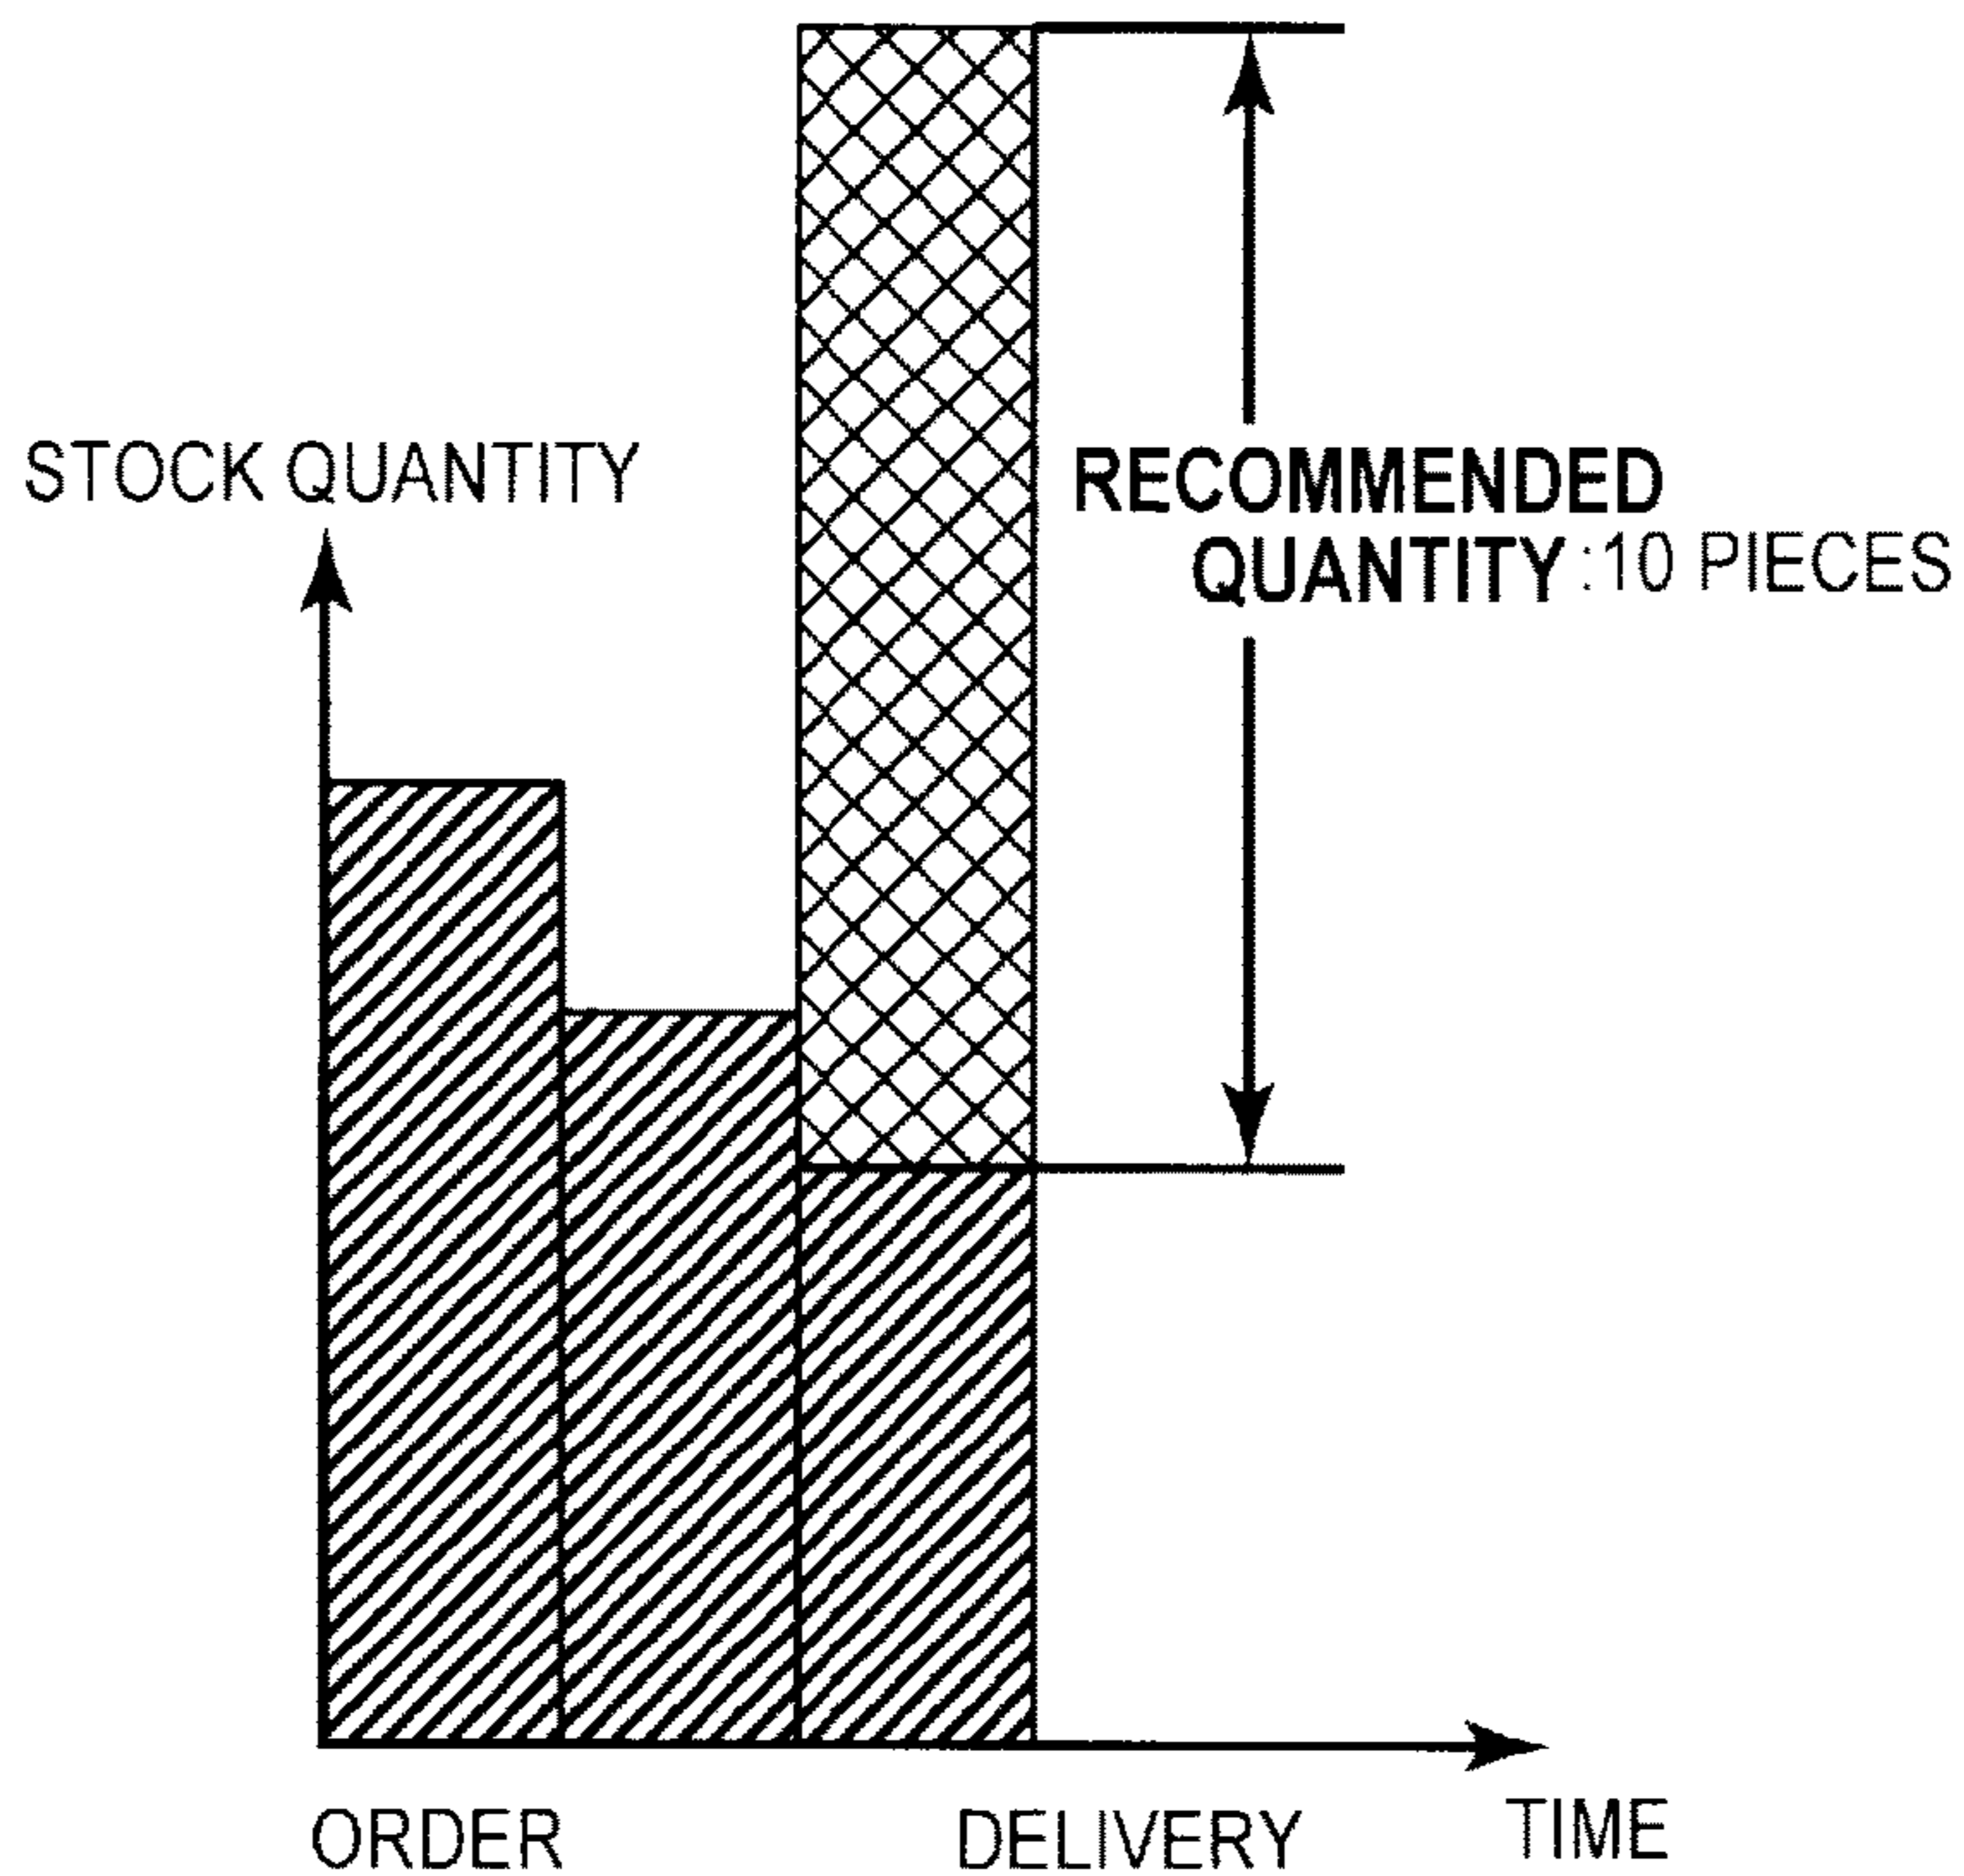 STOCK QUANTITY
RECOMMENDED
QUANTITY :10 PIECES
ORDER
DELIVERY
TIME